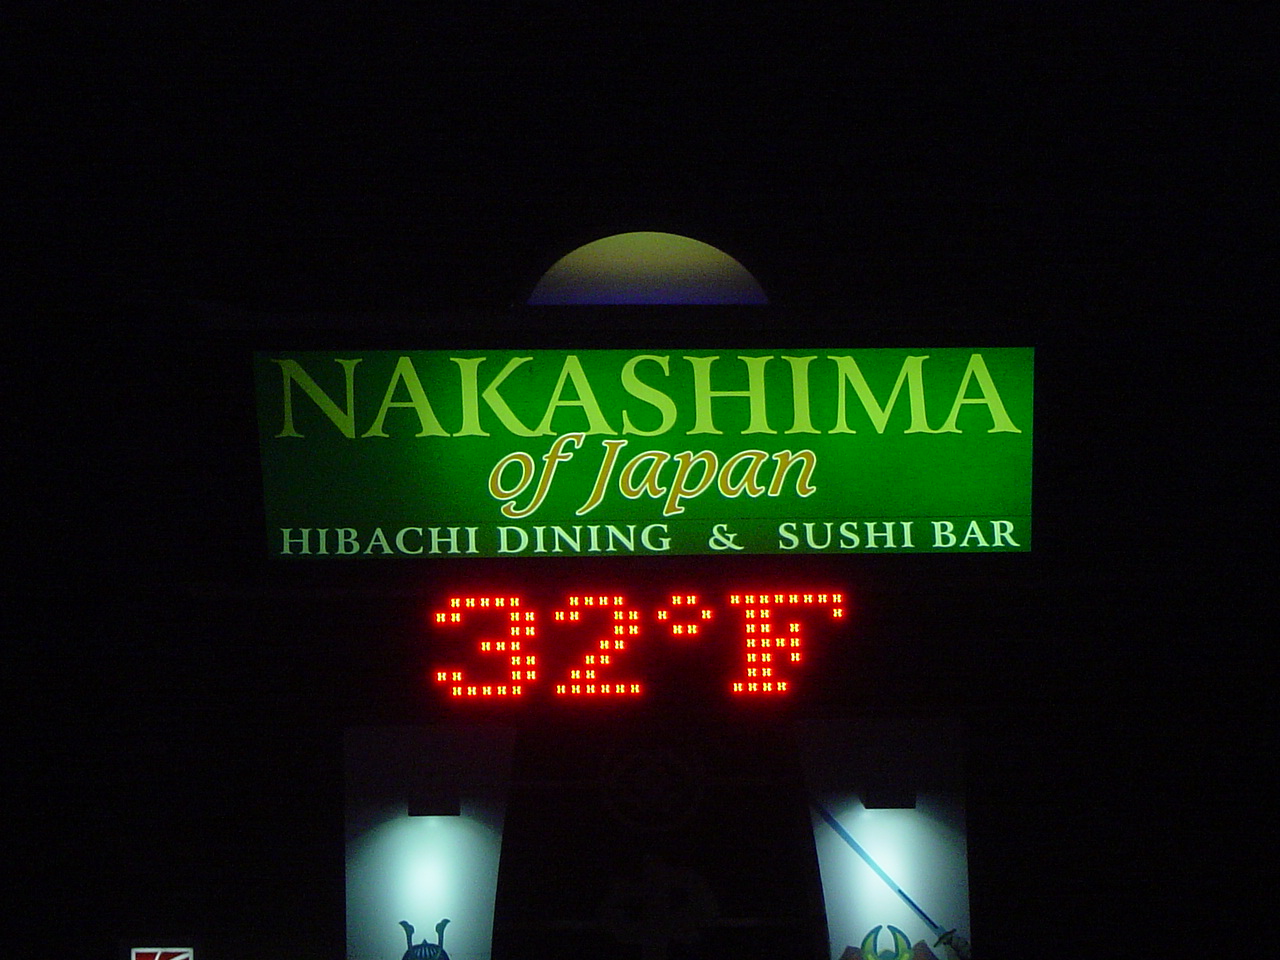 NAKASHIMA
of Japan
HIBACHI DINING & SUSHI BAR
32°F